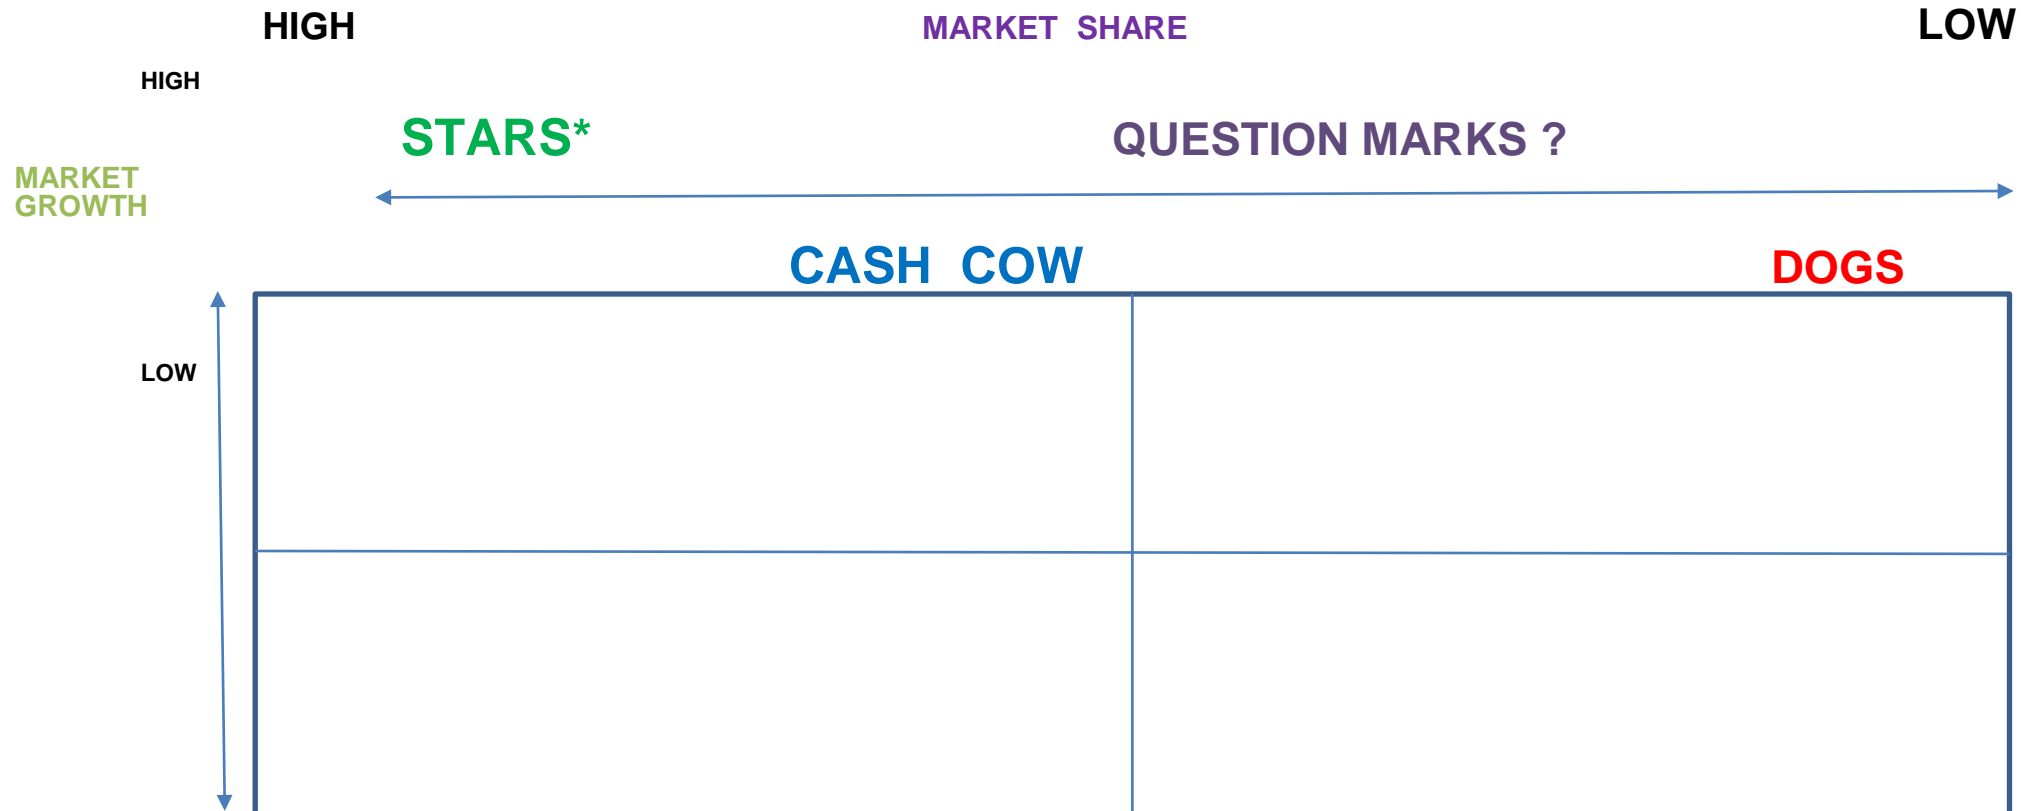 HIGH MARKET SHARE LOW
HIGH
STARS* QUESTION MARKS ?
MARKET
GROWTH
CASH COW DOGS
LOW